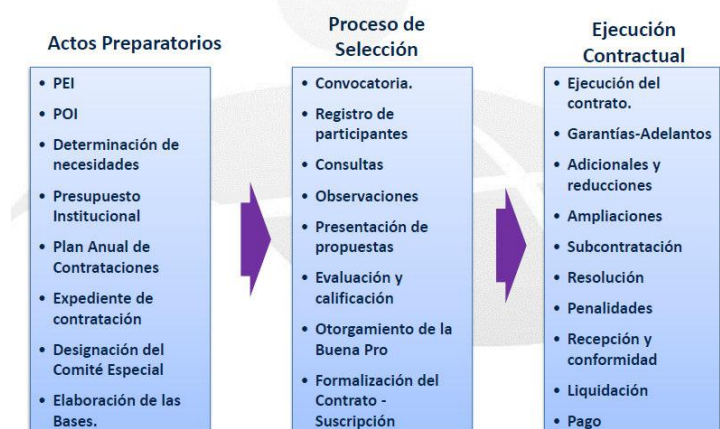 Actos Preparatorios
• PEI
• POI
• Determinación de
necesidades
• Presupuesto
Institucional
• Plan Anual de
Contrataciones
• Expediente de
contratación
• Designación del
Comité Especial
• Elaboración de las
Bases.
Proceso de
Selección
• Convocatoria.
• Registro de
participantes
• Consultas
• Observaciones
• Presentación de
propuestas
• Evaluación y
calificación
• Otorgamiento de la
Buena Pro
• Formalización del
Contrato -
Suscripción
Ejecución
Contractual
• Ejecución del
contrato.
• Garantías-Adelantos
• Adicionales y
reducciones
• Ampliaciones
• Subcontratación
• Resolución
• Penalidades
• Recepción y
conformidad
• Liquidación
• Pago